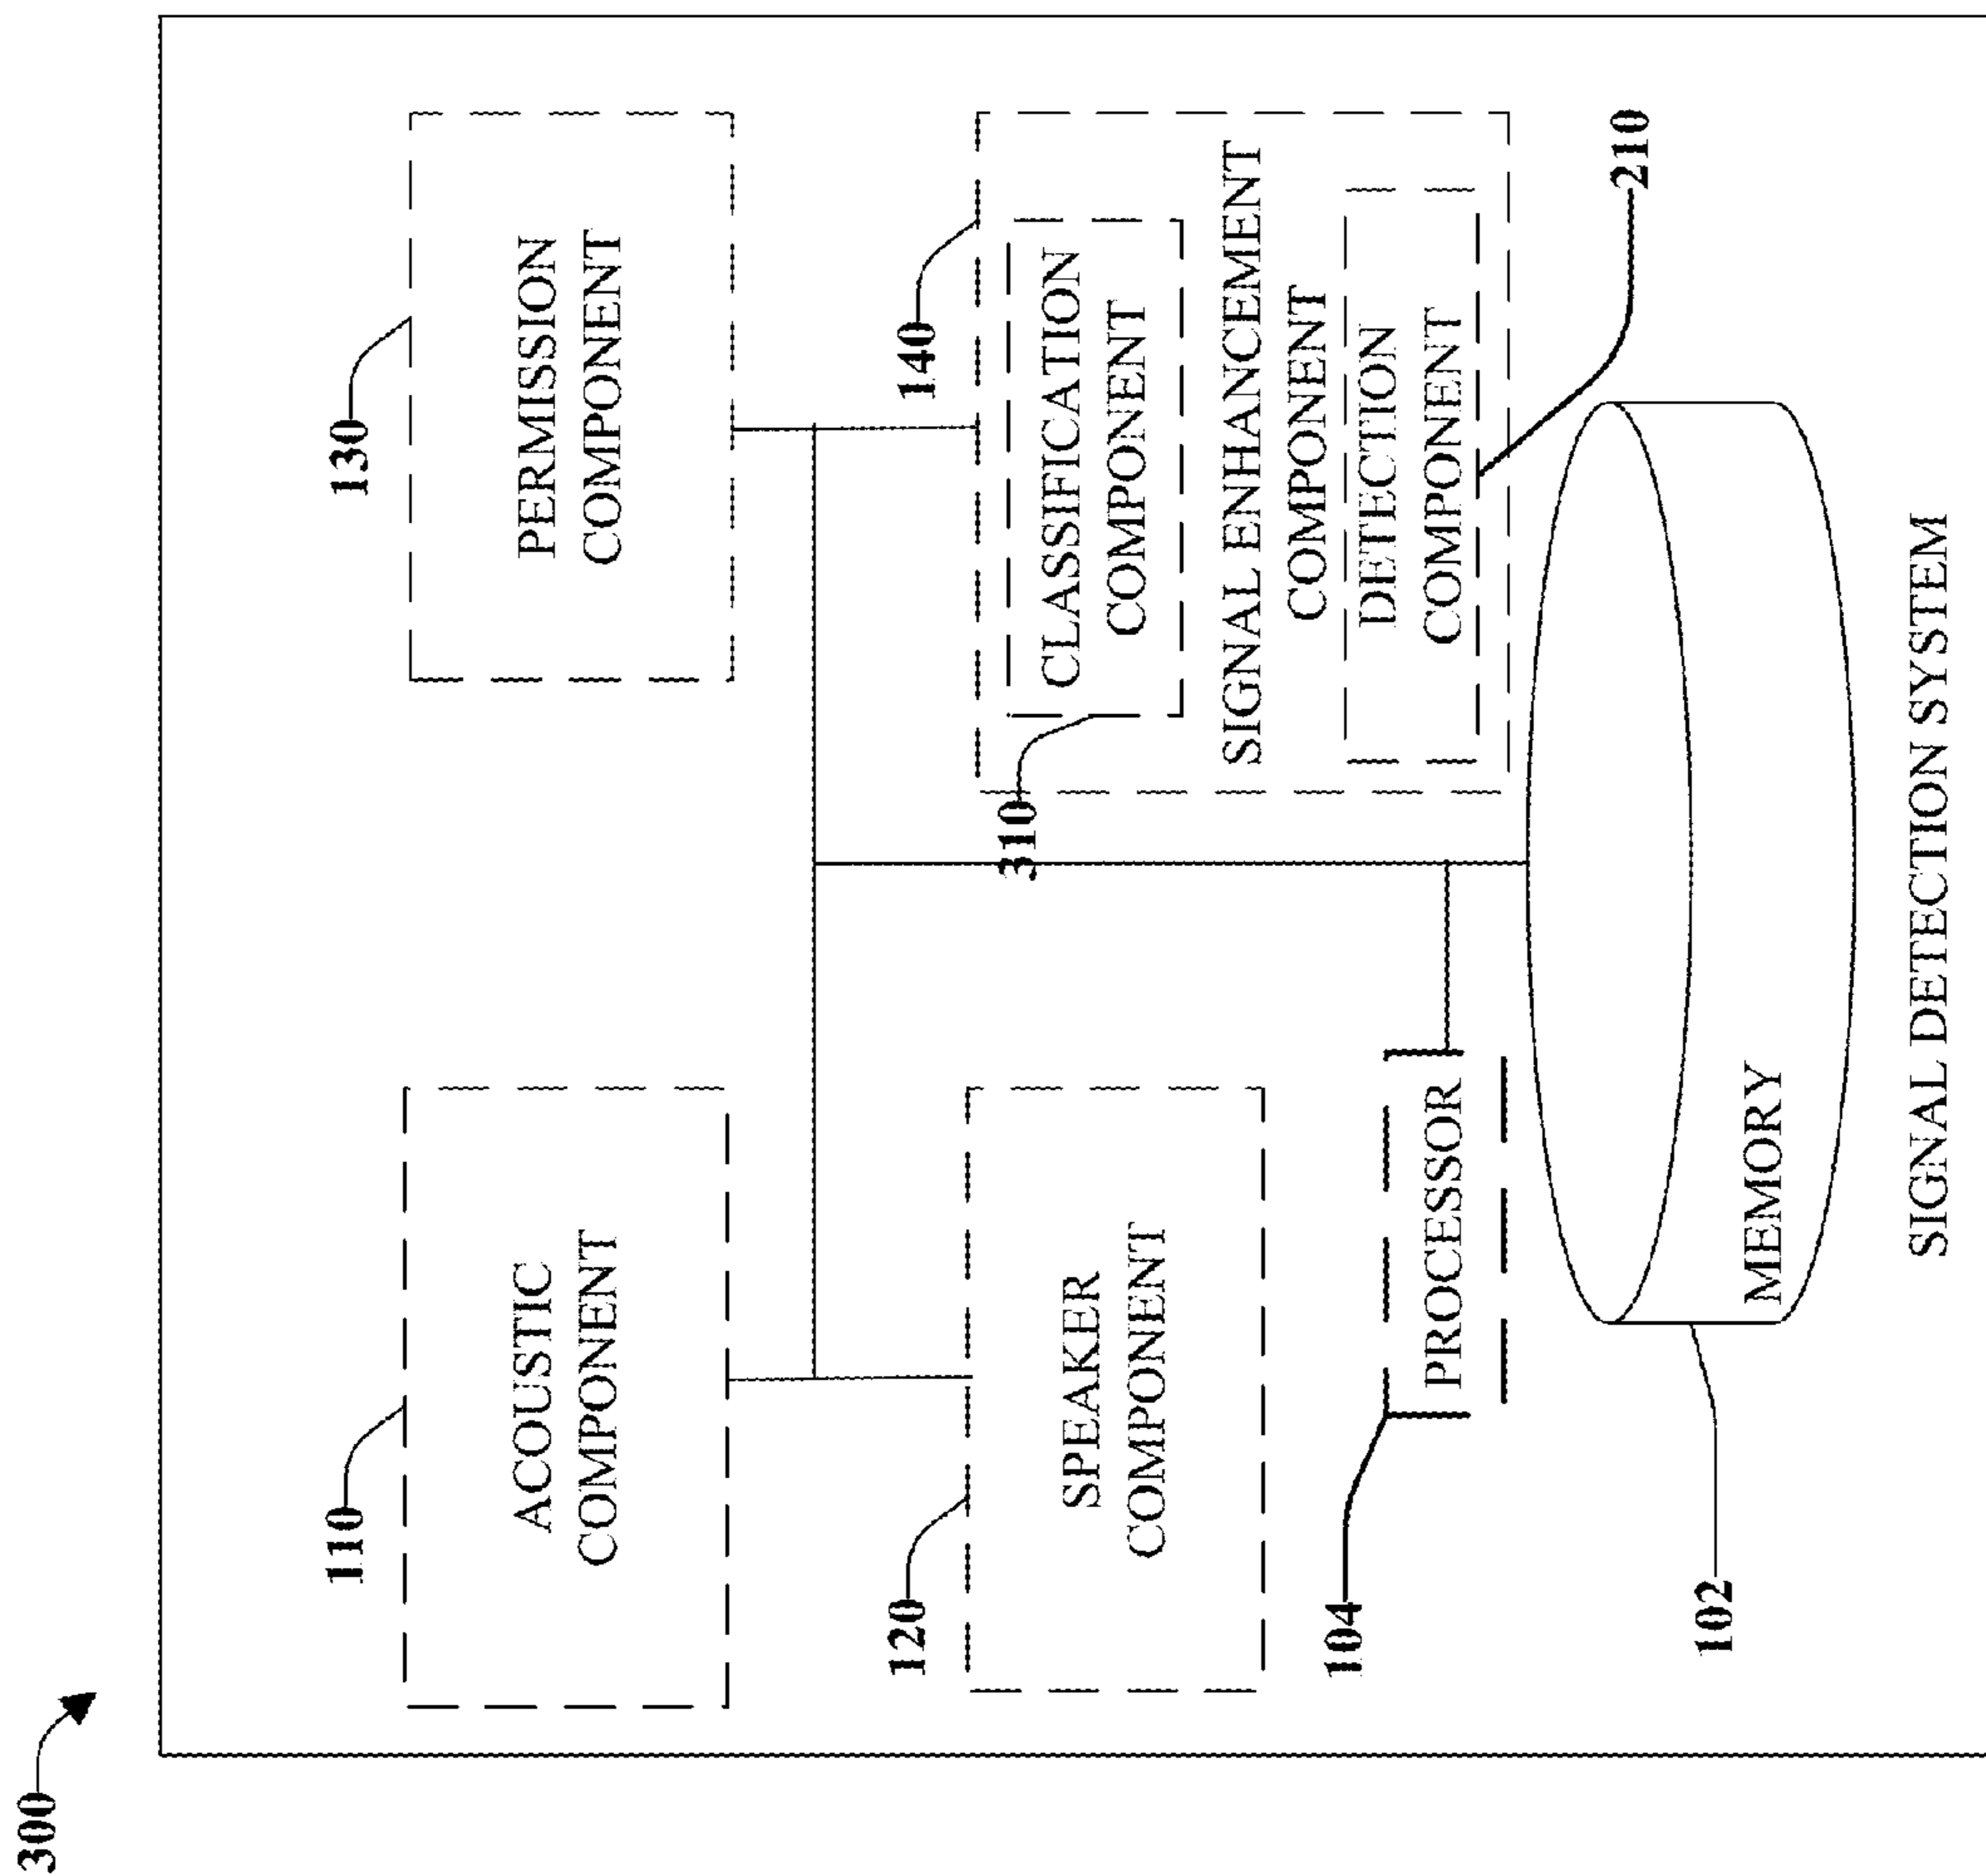 300
110
ACOUSTIC
COMPONENT
130
PERMISSION
COMPONENT
120
SPEAKER
COMPONENT
140
310
CLASSIFICATION
COMPONENT
SIGNAL ENHANCEMENT
COMPONENT
DETECTION
COMPONENT
210
104
PROCESSOR
102
MEMORY
SIGNAL DETECTION SYSTEM